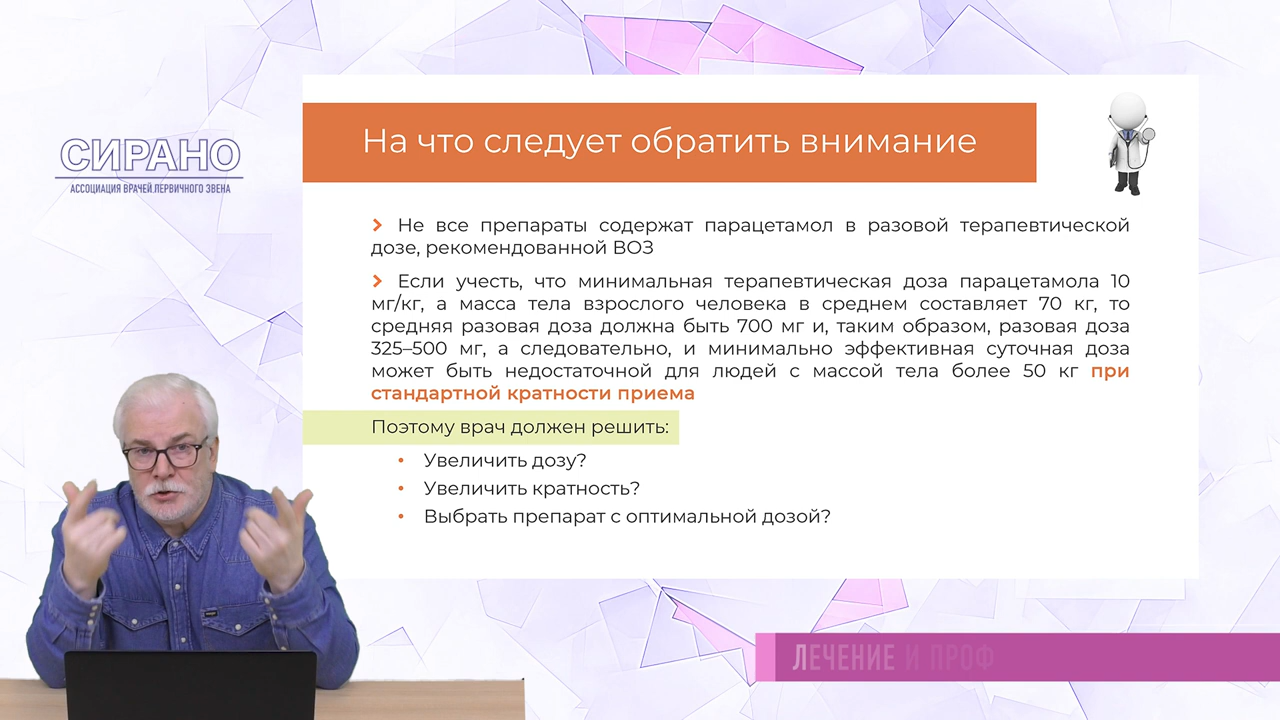 СИРАНО
АССОЦИАЦИЯ ВРАЧЕЙ ПЕРВИЧНОГО ЗВЕНА
На что следует обратить внимание
Не все препараты содержат парацетамол в разовой терапевтической
дозе, рекомендованной ВОЗ
Если учесть, что минимальная терапевтическая доза парацетамола 10
мг/кг, а масса тела взрослого человека в среднем составляет 70 кг, то
средняя разовая доза должна быть 700 мг и, таким образом, разовая доза
325–500 мг, а следовательно, и минимально эффективная суточная доза
может быть недостаточной для людей с массой тела более 50 кг при
стандартной кратности приема
Поэтому врач должен решить:
• Увеличить дозу?
• Увеличить кратность?
• Выбрать препарат с оптимальной дозой?
ЛЕЧЕНИЕ И ПРОФ